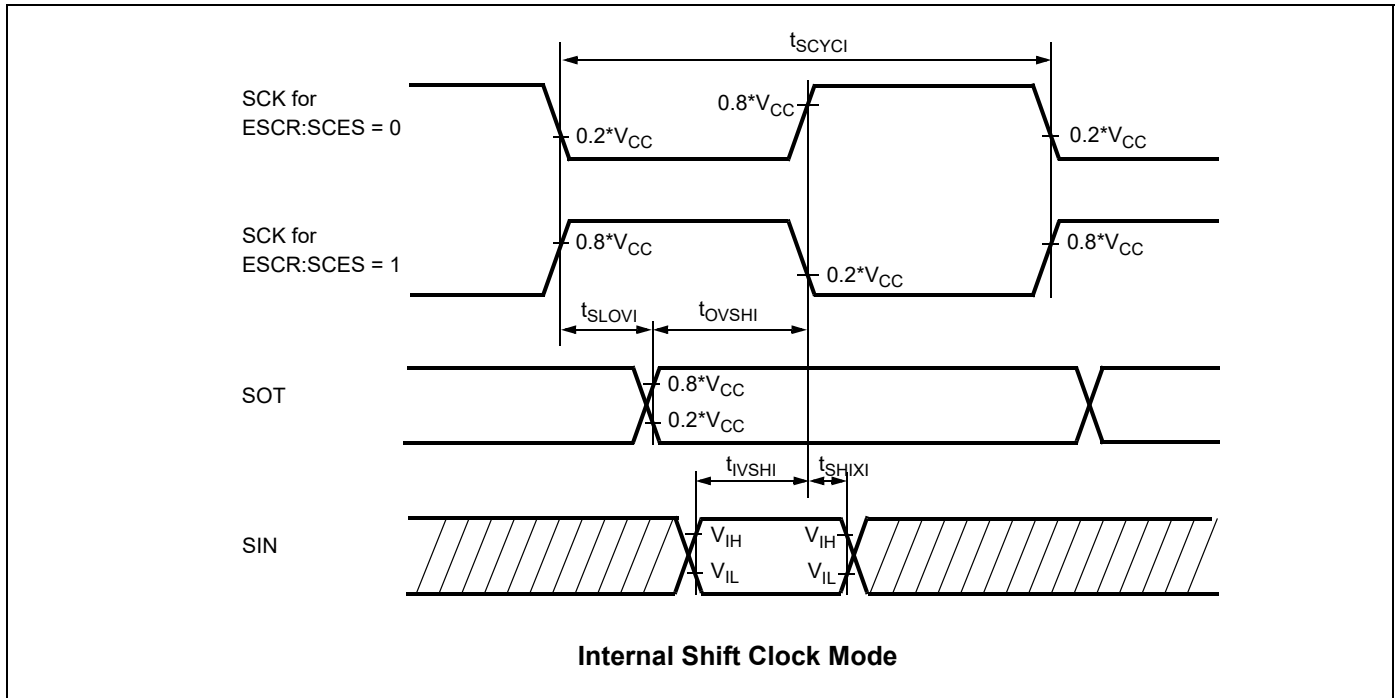 tSCYCI
SCK for
ESCR:SCES = 0
0.8*VCC
0.2*VCC
0.2*VCC
SCK for
ESCR:SCES = 1
0.8*VCC
0.2*VCC
0.8*VCC
tSLOVI
tOVSHI
SOT
0.8*VCC
0.2*VCC
tIVSHI
tSHIXI
SIN
VIH
VIH
VIL
VIL
Internal Shift Clock Mode